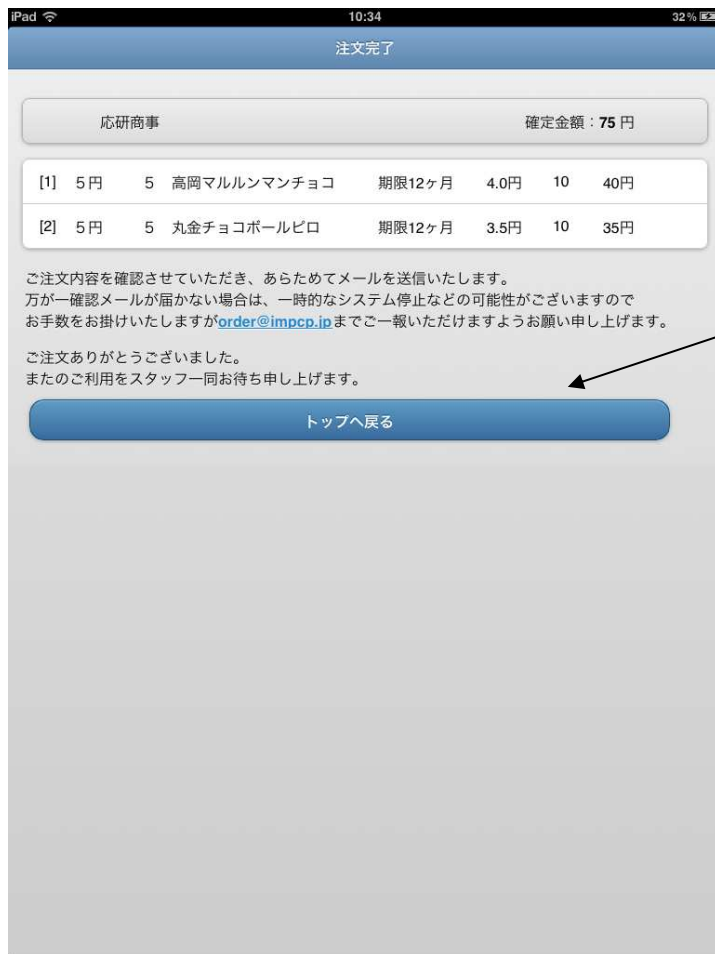 iPad 10:34 32%
注文完了
応研商事 確定金額：75 円
[1] 5円 5 高岡マルルンマンチョコ 期限12ヶ月 4.0円 10 40円
[2] 5円 5 丸金チョコボールピロ 期限12ヶ月 3.5円 10 35円
ご注文内容を確認させていただき、あらためてメールを送信いたします。
万が一確認メールが届かない場合は、一時的なシステム停止などの可能性がございますので
お手数をお掛けいたしますがorder@impcp.jpまでご一報いただけますようお願い申し上げます。
ご注文ありがとうございました。
またのご利用をスタッフ一同お待ち申し上げます。
トップへ戻る